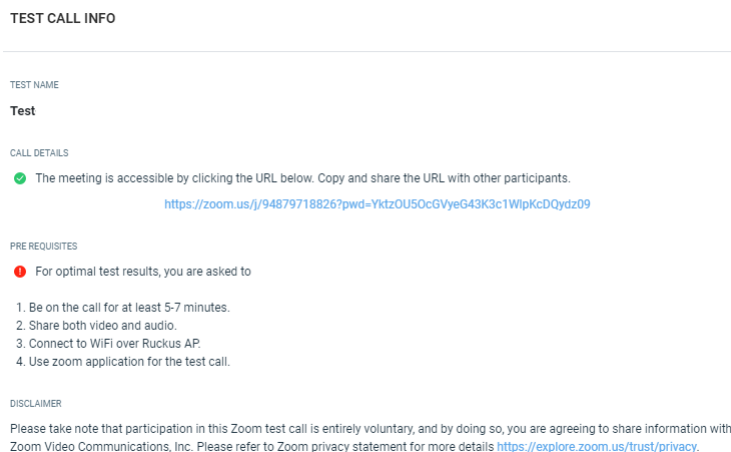 TEST CALL INFO
TEST NAME
Test
CALL DETAILS
The meeting is accessible by clicking the URL below. Copy and share the URL with other participants.
https://zoom.us/j/94879718826?pwd=YktzOU5OcGVyeG43K3c1WlpKcDQydz09
PRE REQUISITES
For optimal test results, you are asked to
1. Be on the call for at least 5-7 minutes.
2. Share both video and audio.
3. Connect to WiFi over Ruckus AP.
4. Use zoom application for the test call.
DISCLAIMER
Please take note that participation in this Zoom test call is entirely voluntary, and by doing so, you are agreeing to share information with
Zoom Video Communications, Inc. Please refer to Zoom privacy statement for more details https://explore.zoom.us/trust/privacy.